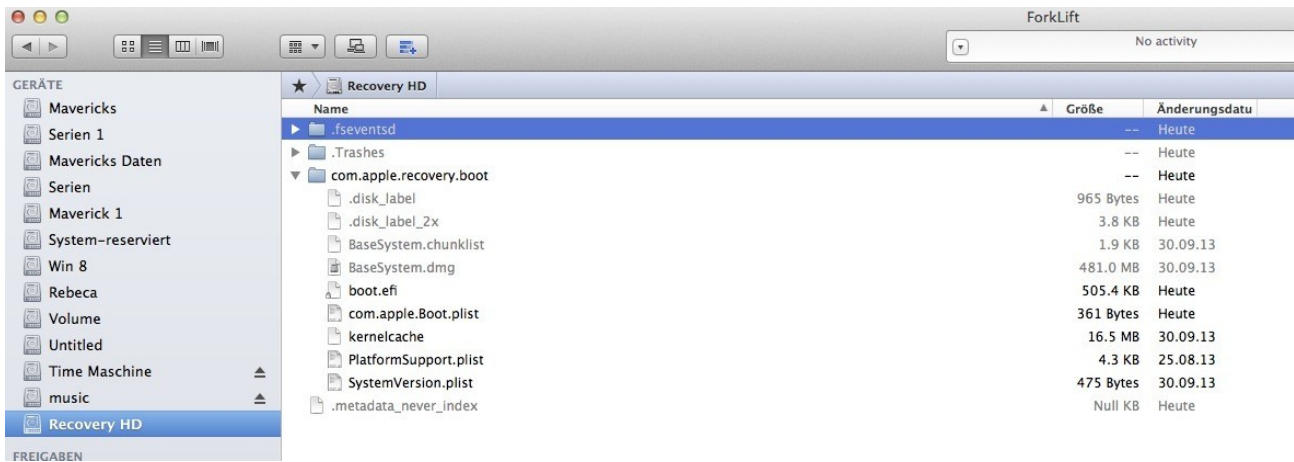 ForkLift
No activity
GERÄTE
Mavericks
Serien 1
Mavericks Daten
Serien
Maverick 1
System-reserviert
Win 8
Rebeca
Volume
Untitled
Time Maschine
music
Recovery HD
FREIGABEN
Recovery HD
Name Größe Änderungsdatu
.fseventsd -- Heute
.Trashes -- Heute
com.apple.recovery.boot -- Heute
.disk_label 965 Bytes Heute
.disk_label_2x 3.8 KB Heute
BaseSystem.chunklist 1.9 KB 30.09.13
BaseSystem.dmg 481.0 MB 30.09.13
boot.efi 505.4 KB Heute
com.apple.Boot.plist 361 Bytes Heute
kernelcache 16.5 MB 30.09.13
PlatformSupport.plist 4.3 KB 25.08.13
SystemVersion.plist 475 Bytes 30.09.13
.metadata_never_index Null KB Heute